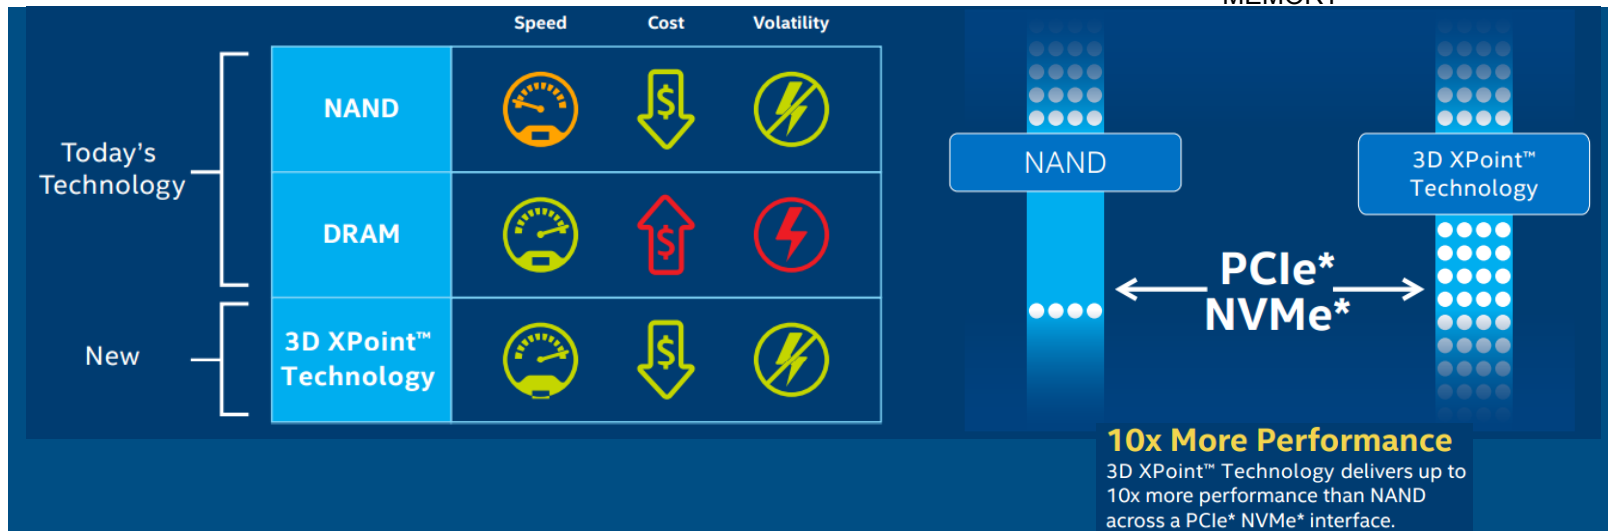 MEMORY
Speed Cost Volatility
Today's
Technology
NAND
$
DRAM
$
New
3D XPoint™
Technology
$
NAND
3D XPoint™
Technology
PCIe*
NVMe*
10x More Performance
3D XPoint™ Technology delivers up to
10x more performance than NAND
across a PCIe* NVMe* interface.